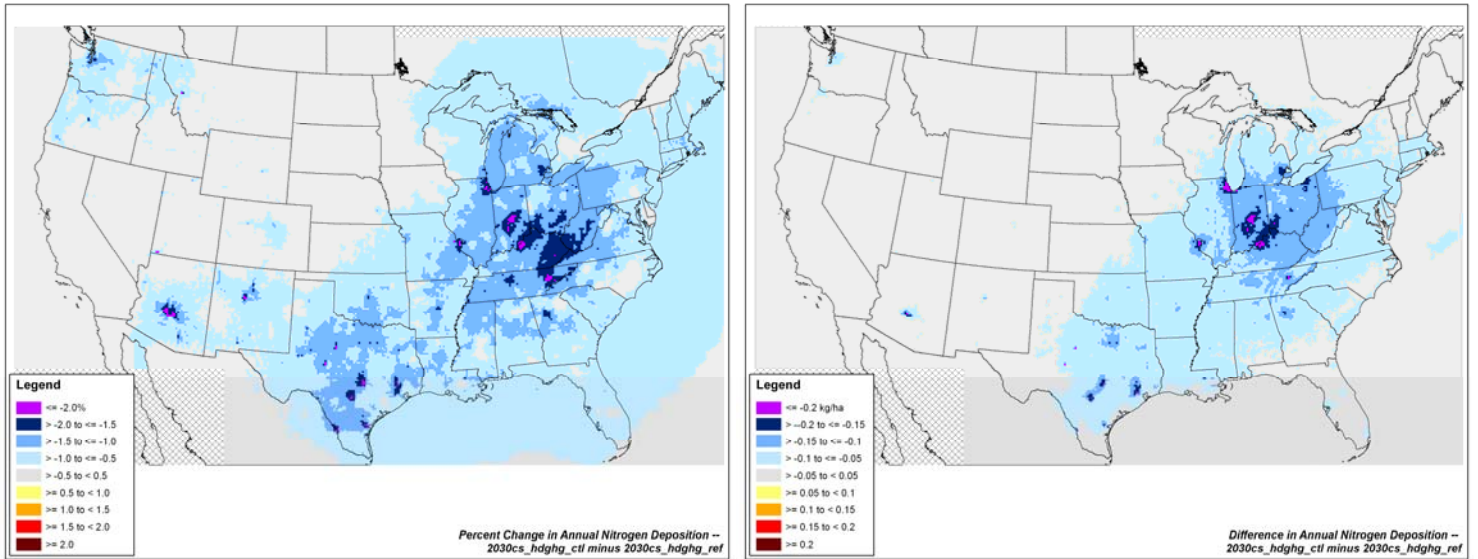 Legend
<= -2.0%
> -2.0 to <= -1.5
> -1.5 to <= -1.0
> -1.0 to <= -0.5
> -0.5 to < 0.5
>= 0.5 to < 1.0
>= 1.0 to < 1.5
>= 1.5 to < 2.0
>= 2.0
Percent Change in Annual Nitrogen Deposition --
2030cs_hdghg_ctl minus 2030cs_hdghg_ref
Legend
<= -0.2 kg/ha
> --0.2 to <= -0.15
> -0.15 to <= -0.1
> -0.1 to <= -0.05
> -0.05 to < 0.05
>= 0.05 to < 0.1
>= 0.1 to < 0.15
>= 0.15 to < 0.2
>= 0.2
Difference in Annual Nitrogen Deposition --
2030cs_hdghg_ctl minus 2030cs_hdghg_ref